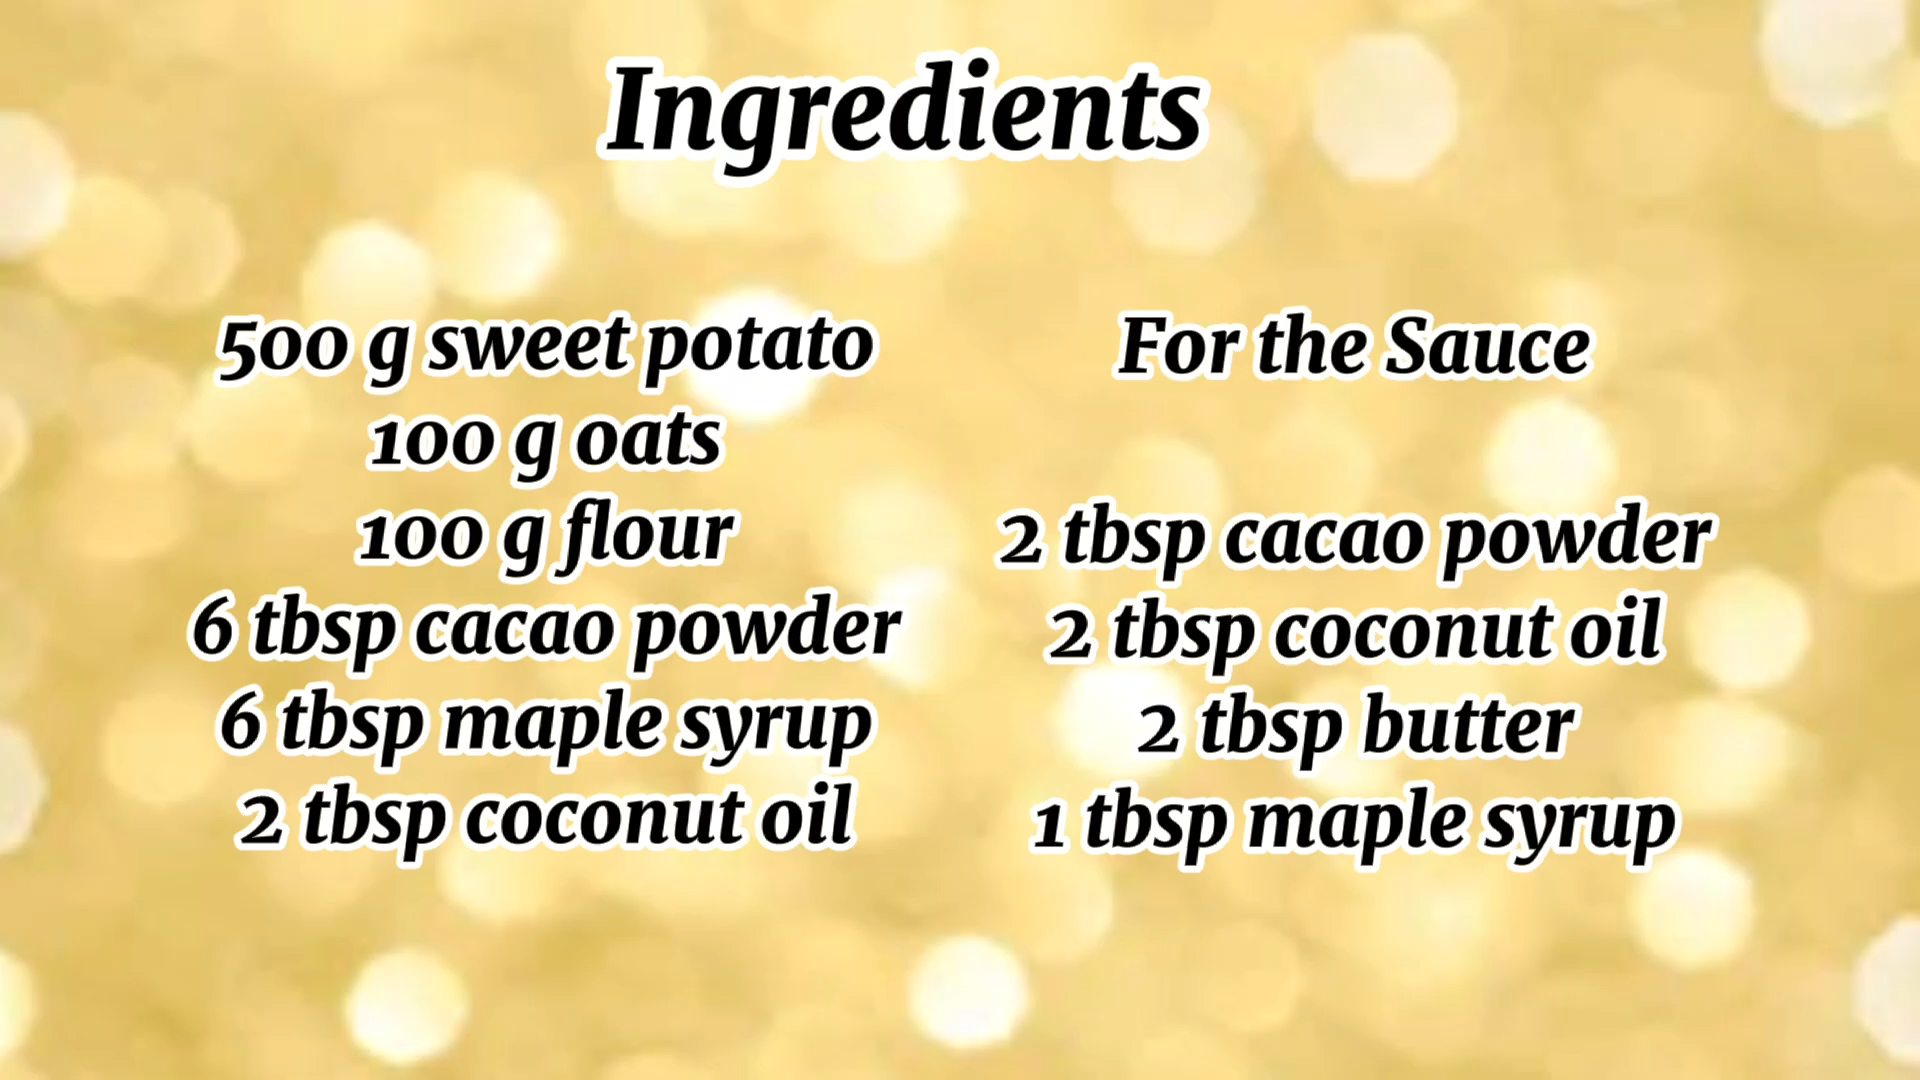 Ingredients
500 g sweet potato
100 g oats
100 g flour
6 tbsp cacao powder
6 tbsp maple syrup
2 tbsp coconut oil
For the Sauce
2 tbsp cacao powder
2 tbsp coconut oil
2 tbsp butter
1 tbsp maple syrup